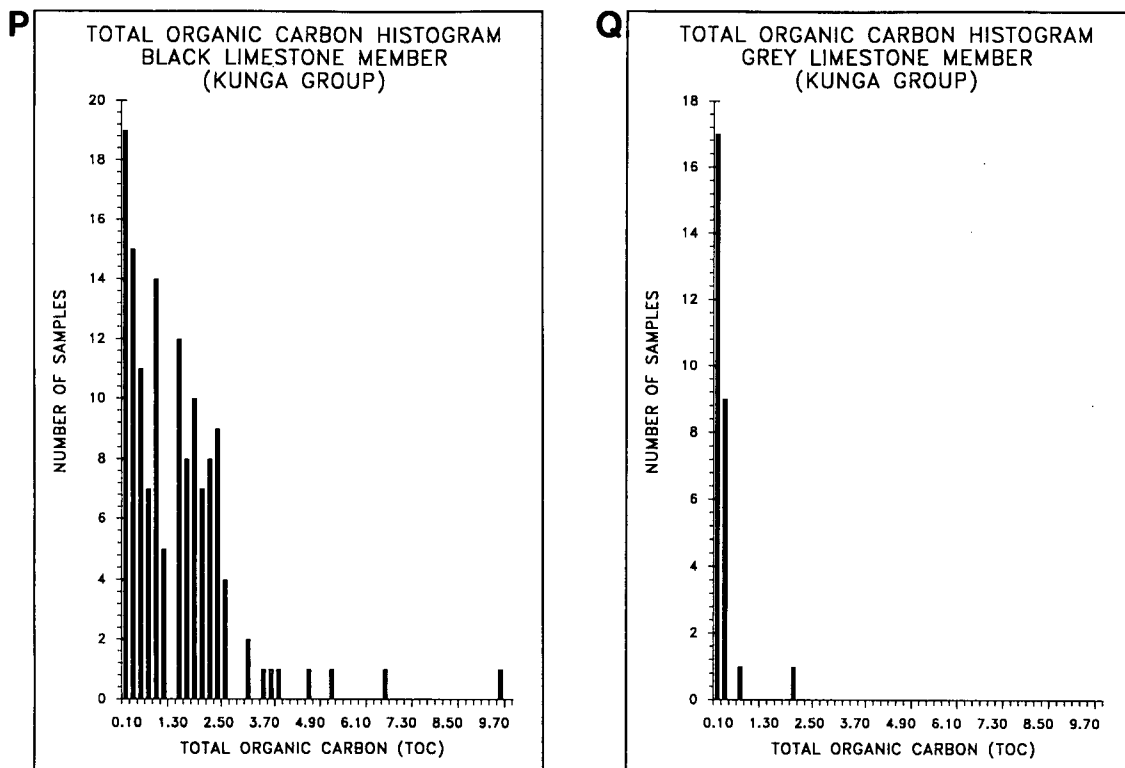 P
TOTAL ORGANIC CARBON HISTOGRAM
BLACK LIMESTONE MEMBER
(KUNGA GROUP)
20
18
16
14
12
10
8
6
4
2
0
NUMBER OF SAMPLES
0.10 1.30 2.50 3.70 4.90 6.10 7.30 8.50 9.70
TOTAL ORGANIC CARBON (TOC)
Q
TOTAL ORGANIC CARBON HISTOGRAM
GREY LIMESTONE MEMBER
(KUNGA GROUP)
18
16
14
12
10
8
6
4
2
0
NUMBER OF SAMPLES
0.10 1.30 2.50 3.70 4.90 6.10 7.30 8.50 9.70
TOTAL ORGANIC CARBON (TOC)